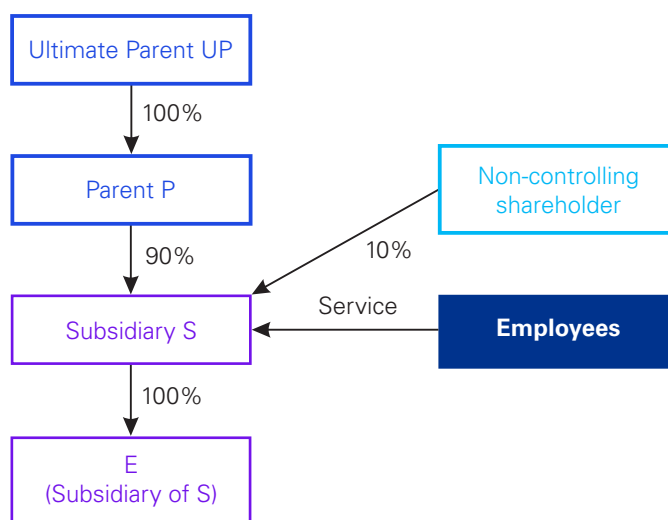 Ultimate Parent UP
100%
Parent P
Non-controlling
shareholder
90%
10%
Subsidiary S
Service
Employees
100%
E
(Subsidiary of S)